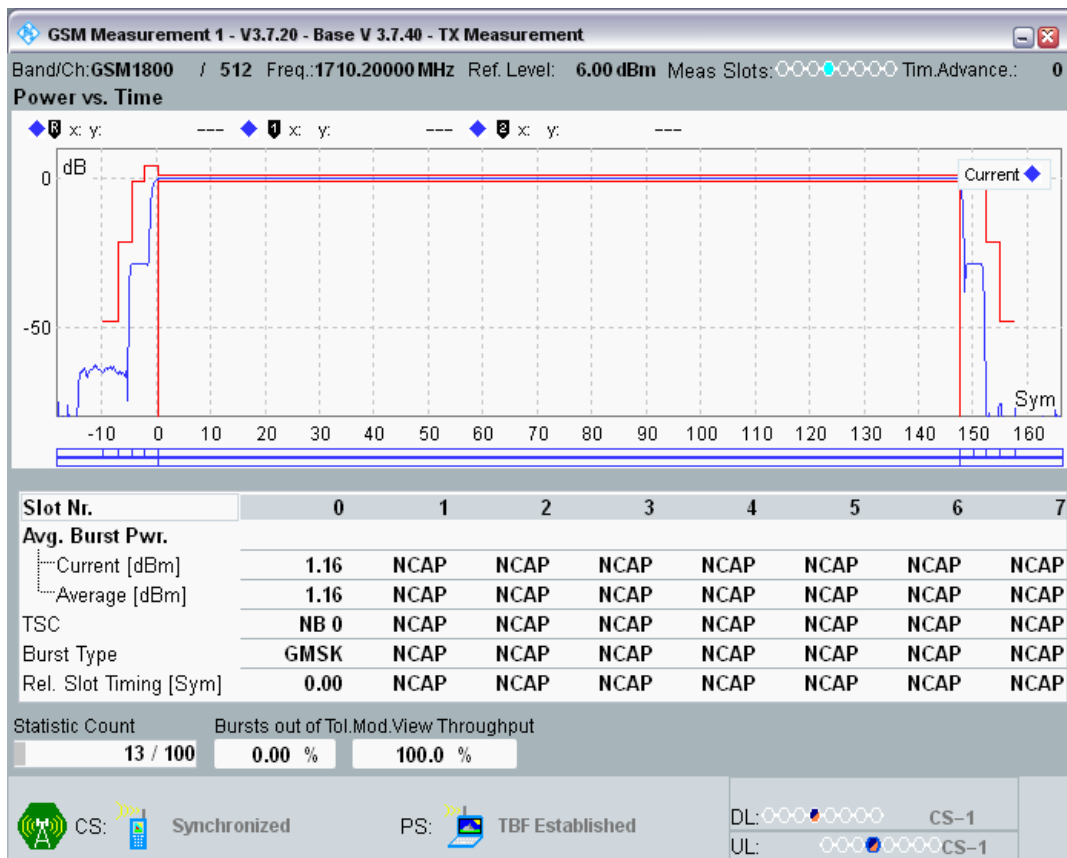 GSM Measurement 1 - V3.7.20 - Base V 3.7.40 - TX Measurement
Band/Ch:GSM1800 / 512 Freq.:1710.20000 MHz Ref. Level: 6.00 dBm Meas Slots: Tim.Advance.: 0
Power vs. Time
R x: y: --- 1 x: y: --- 2 x: y: ---
dB
0
Current
-50
Sym
-10 0 10 20 30 40 50 60 70 80 90 100 110 120 130 140 150 160
Slot Nr. 0 1 2 3 4 5 6 7
Avg. Burst Pwr.
Current [dBm] 1.16 NCAP NCAP NCAP NCAP NCAP NCAP NCAP
Average [dBm] 1.16 NCAP NCAP NCAP NCAP NCAP NCAP NCAP
TSC NB 0 NCAP NCAP NCAP NCAP NCAP NCAP NCAP
Burst Type GMSK NCAP NCAP NCAP NCAP NCAP NCAP NCAP
Rel. Slot Timing [Sym] 0.00 NCAP NCAP NCAP NCAP NCAP NCAP NCAP
Statistic Count Bursts out of Tol.Mod.View Throughput
13 / 100 0.00 % 100.0 %
CS: Synchronized PS: TBF Established
DL: CS-1
UL: CS-1